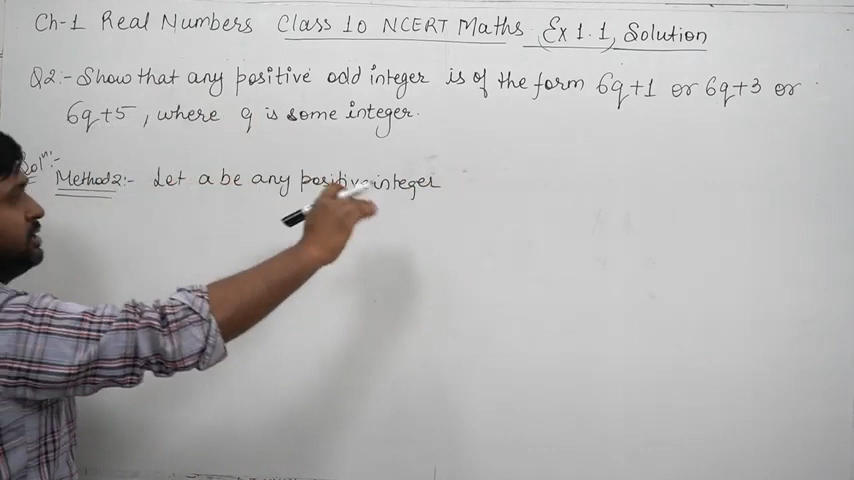 Ch-1 Real Numbers Class 10 NCERT Maths Ex 1.1, Solution
Q2:- Show that any positive odd integer is of the form 6q+1 or 6q+3 or
6q+5, where q is some integer.
Solⁿ:-
Method2:- Let a be any positive integer